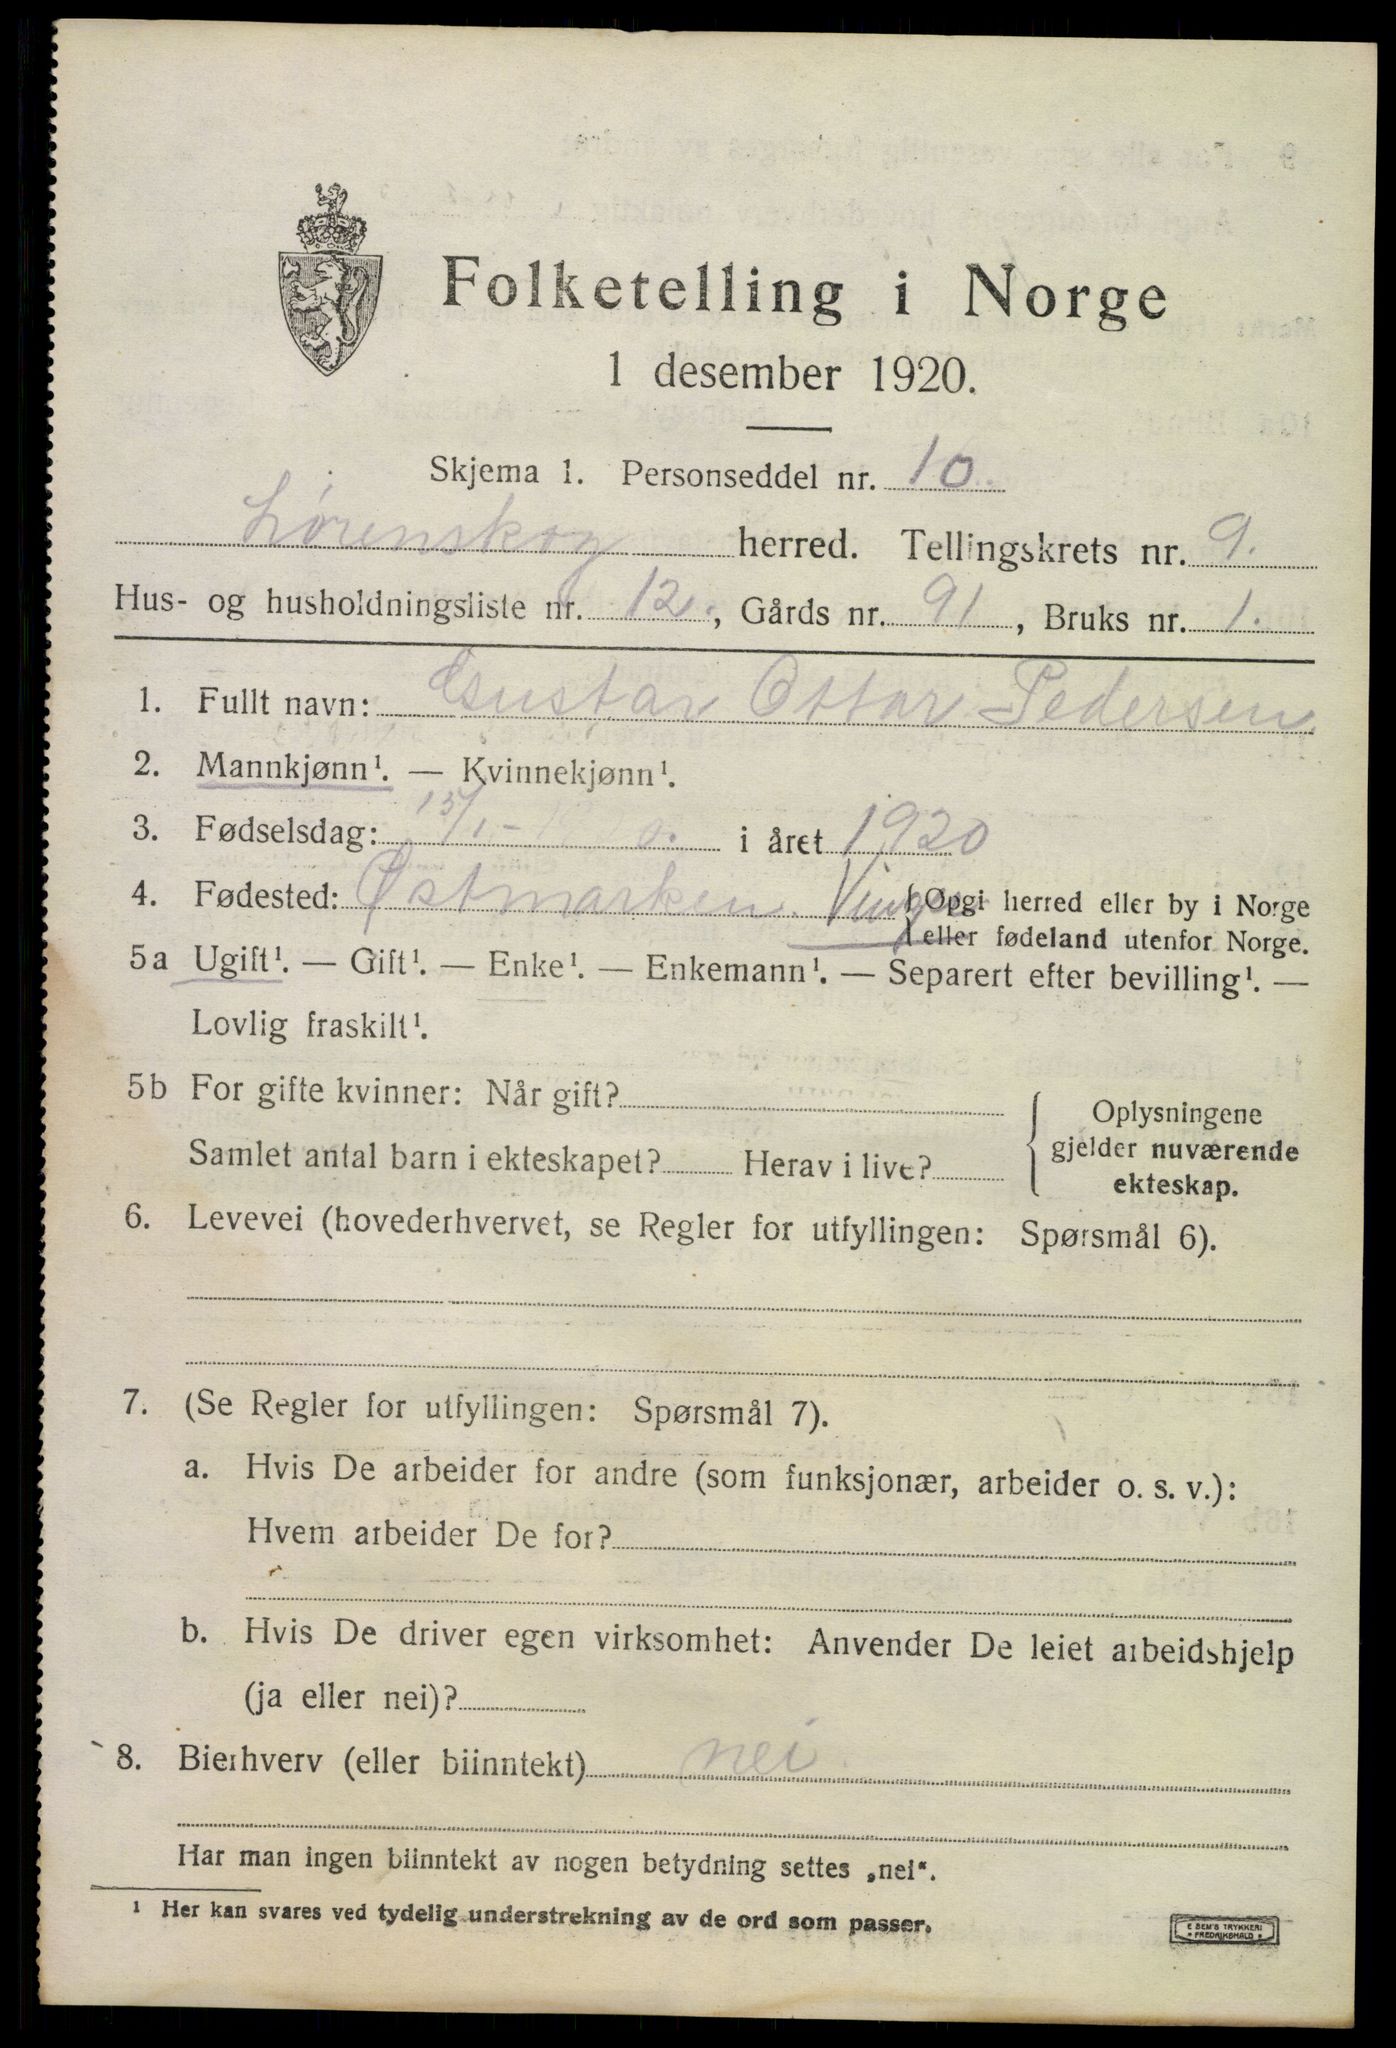 Folketelling i Norge
1 desember 1920.
Skjema 1. Personseddel nr. 10.
Lørenskog herred. Tellingskrets nr. 9.
Hus- og husholdningsliste nr. 12., Gårds nr. 91, Bruks nr. 1.
1. Fullt navn: Gustav Ottar Pedersen
2. Mannkjønn¹. — Kvinnekjønn¹.
3. Fødselsdag: 15/1- i året 1920
4. Fødested: Østmarken. Vinger {Opgi herred eller by i Norge
eller fødeland utenfor Norge.
5a Ugift¹. — Gift¹. — Enke¹. — Enkemann¹. — Separert efter bevilling¹. —
Lovlig fraskilt¹.
5b For gifte kvinner: Når gift?
Samlet antal barn i ekteskapet? Herav i live?
Oplysningene
gjelder nuværende
ekteskap.
6. Levevei (hovederhvervet, se Regler for utfyllingen: Spørsmål 6).
7. (Se Regler for utfyllingen: Spørsmål 7).
a. Hvis De arbeider for andre (som funksjonær, arbeider o. s. v.):
Hvem arbeider De for?
b. Hvis De driver egen virksomhet: Anvender De leiet arbeidshjelp
(ja eller nei)?
8. Bierhverv (eller biinntekt) nei.
Har man ingen biinntekt av nogen betydning settes „nei“.
¹ Her kan svares ved tydelig understrekning av de ord som passer.
E SEM'S TRYKKERI
* FREDRIKSHALD *